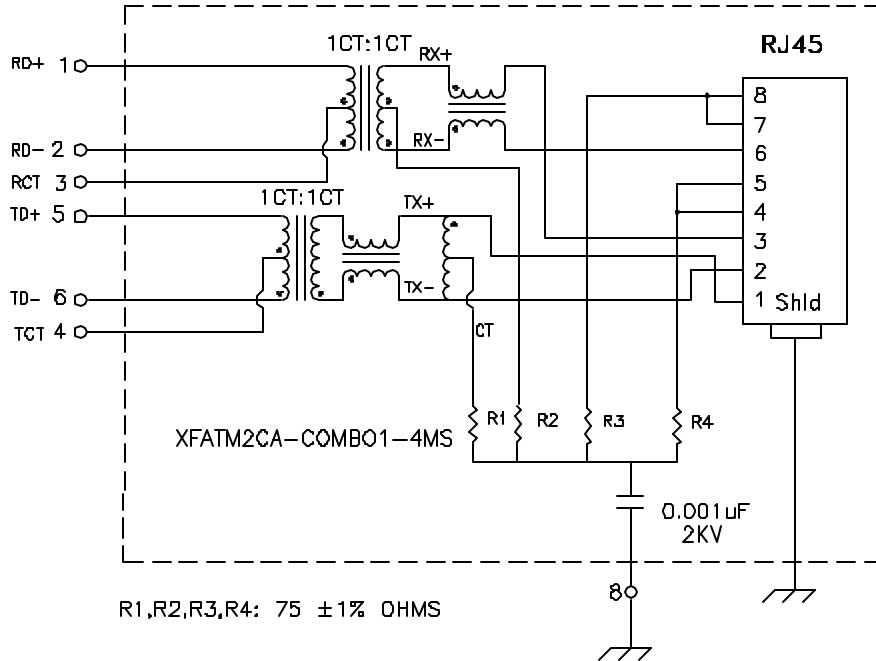 1CT:1CT
RJ45
RD+ 1
RX+
8
7
RD- 2
RX-
6
RCT 3
5
1CT:1CT
TX+
4
TD+ 5
3
2
TD- 6
TX-
1 Shld
TCT 4
CT
R1
R2
R3
R4
XFATM2CA-COMBO1-4MS
0.001uF
2KV
8
R1,R2,R3,R4: 75 ±1% OHMS